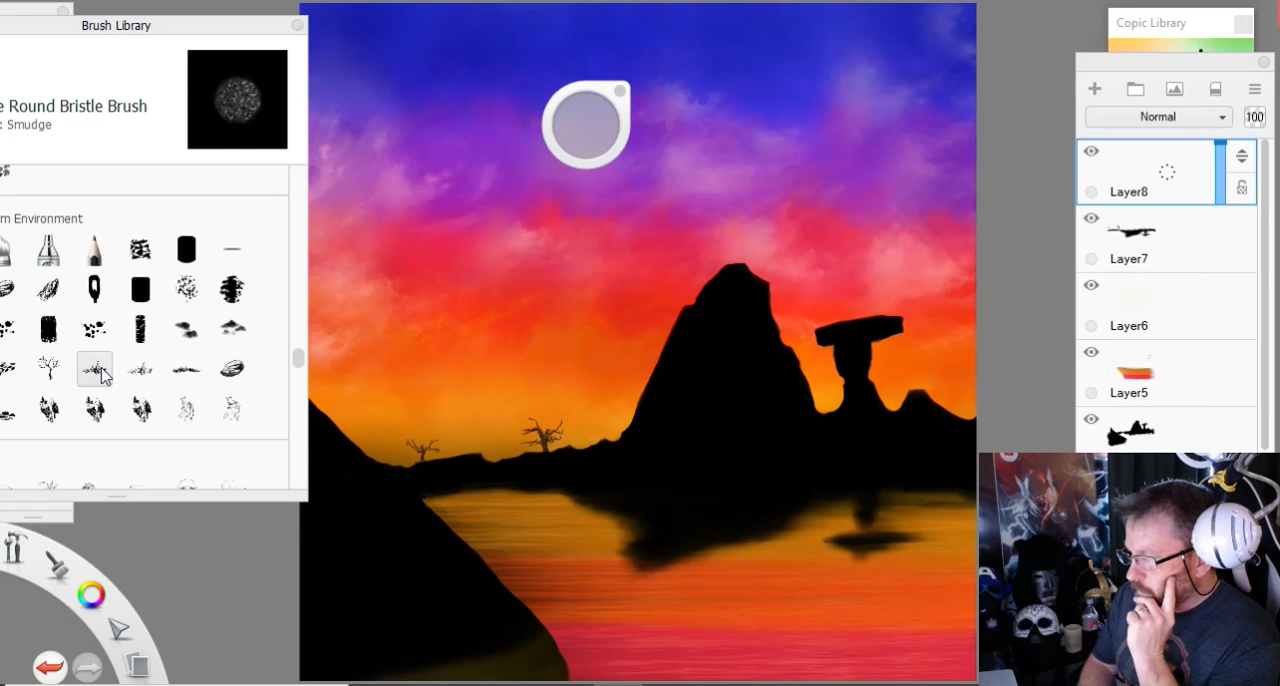 Brush Library
e Round Bristle Brush
: Smudge
m Environment
Copic Library
Normal
100
Layer8
Layer7
Layer6
Layer5